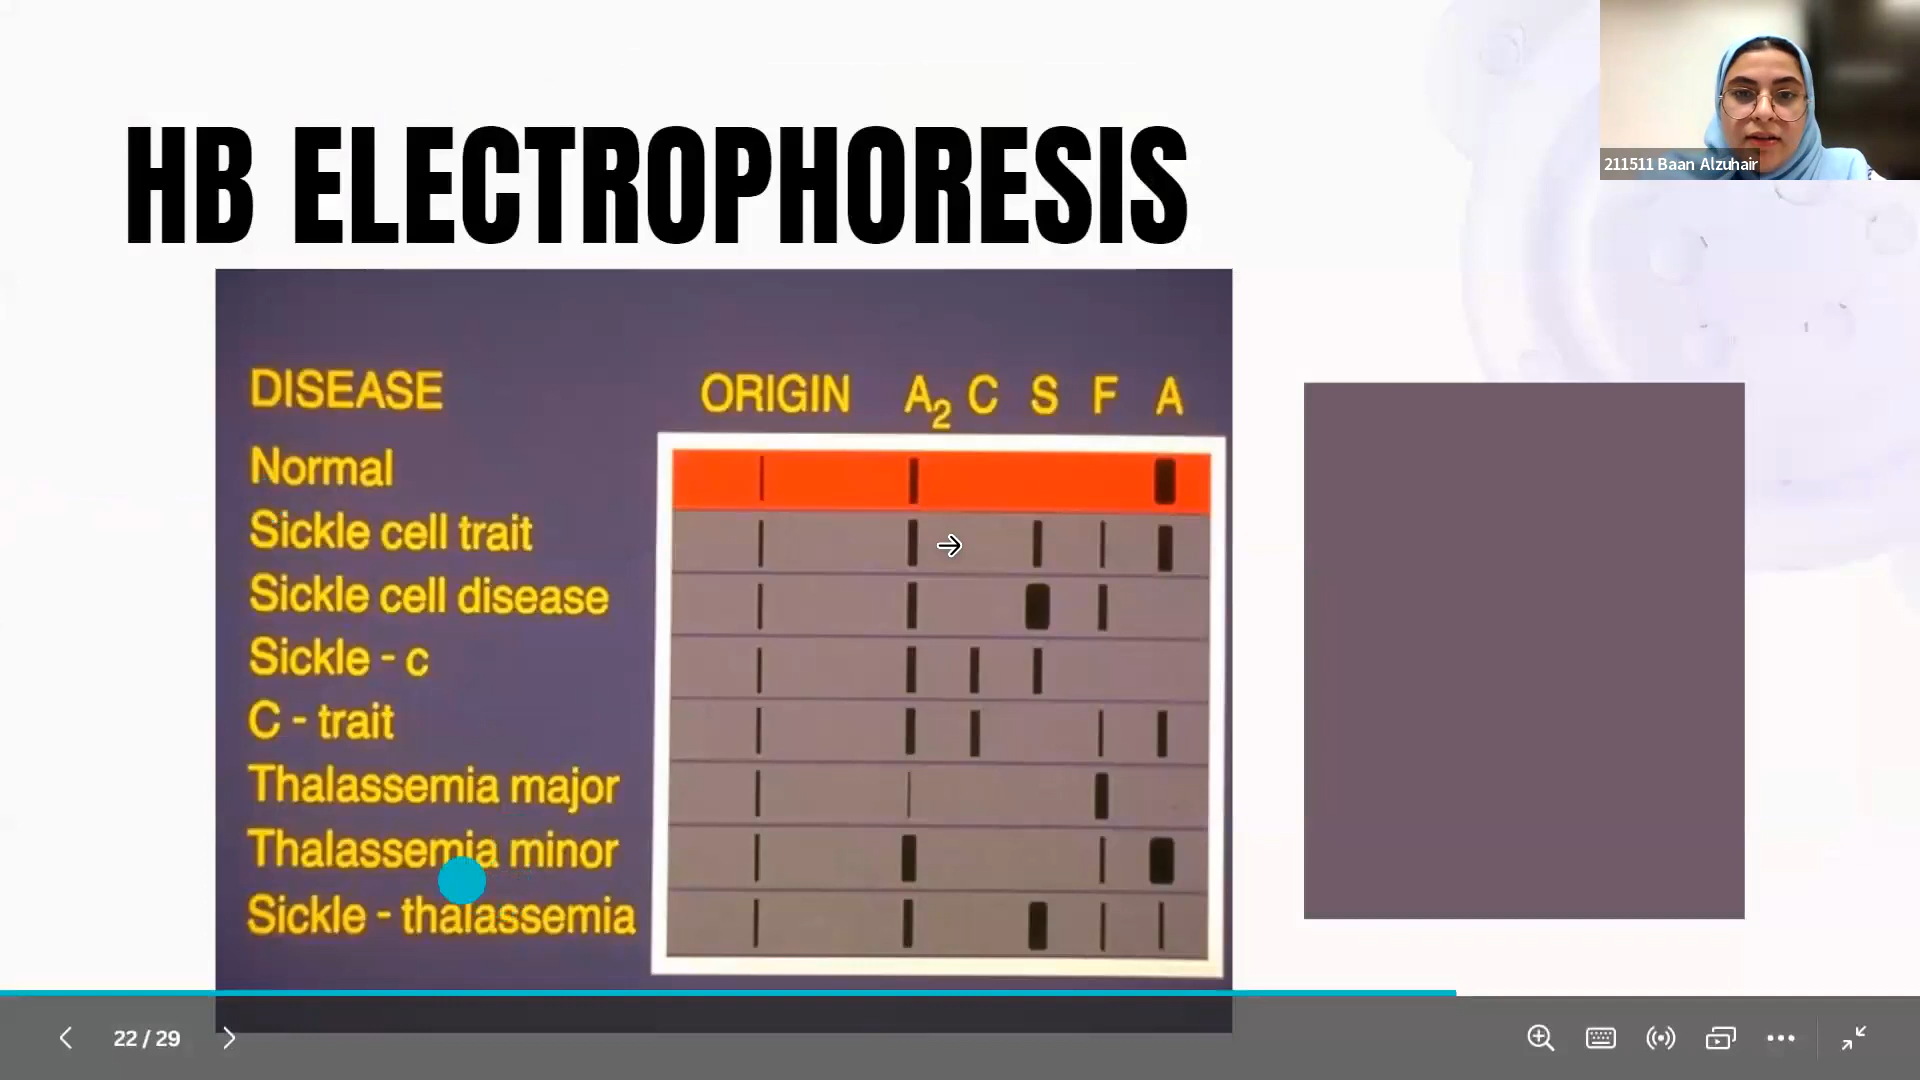 HB ELECTROPHORESIS
211511 Baan Alzuhair
DISEASE ORIGIN A2 C S F A
Normal
Sickle cell trait
Sickle cell disease
Sickle - c
C - trait
Thalassemia major
Thalassemia minor
Sickle - thalassemia
22 / 29